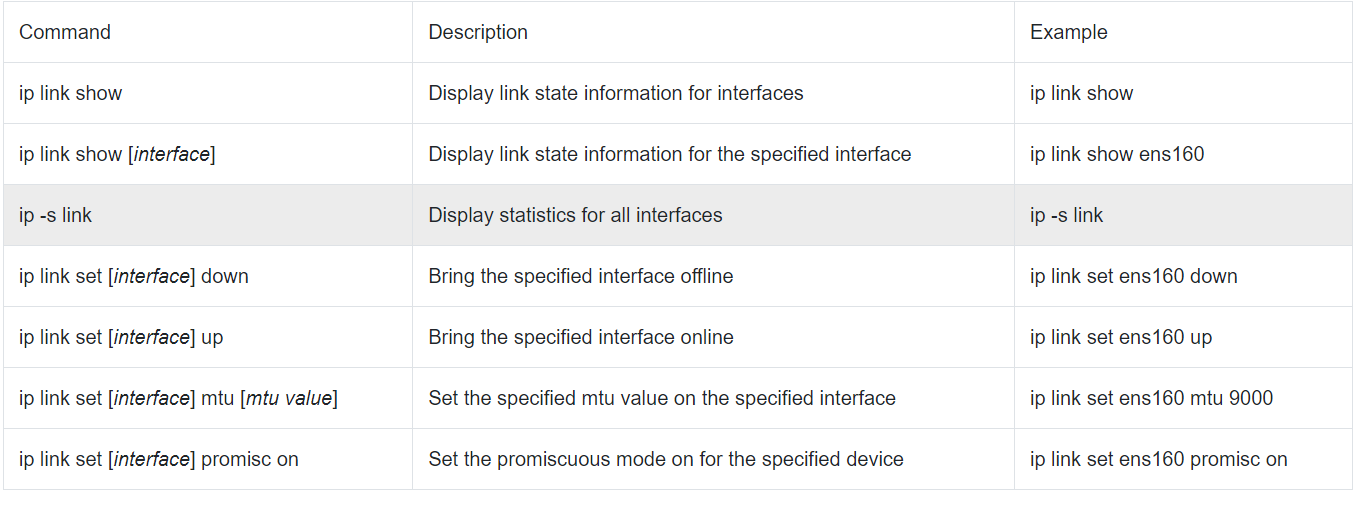 Command Description Example
ip link show Display link state information for interfaces ip link show
ip link show [interface] Display link state information for the specified interface ip link show ens160
ip -s link Display statistics for all interfaces ip -s link
ip link set [interface] down Bring the specified interface offline ip link set ens160 down
ip link set [interface] up Bring the specified interface online ip link set ens160 up
ip link set [interface] mtu [mtu value] Set the specified mtu value on the specified interface ip link set ens160 mtu 9000
ip link set [interface] promisc on Set the promiscuous mode on for the specified device ip link set ens160 promisc on